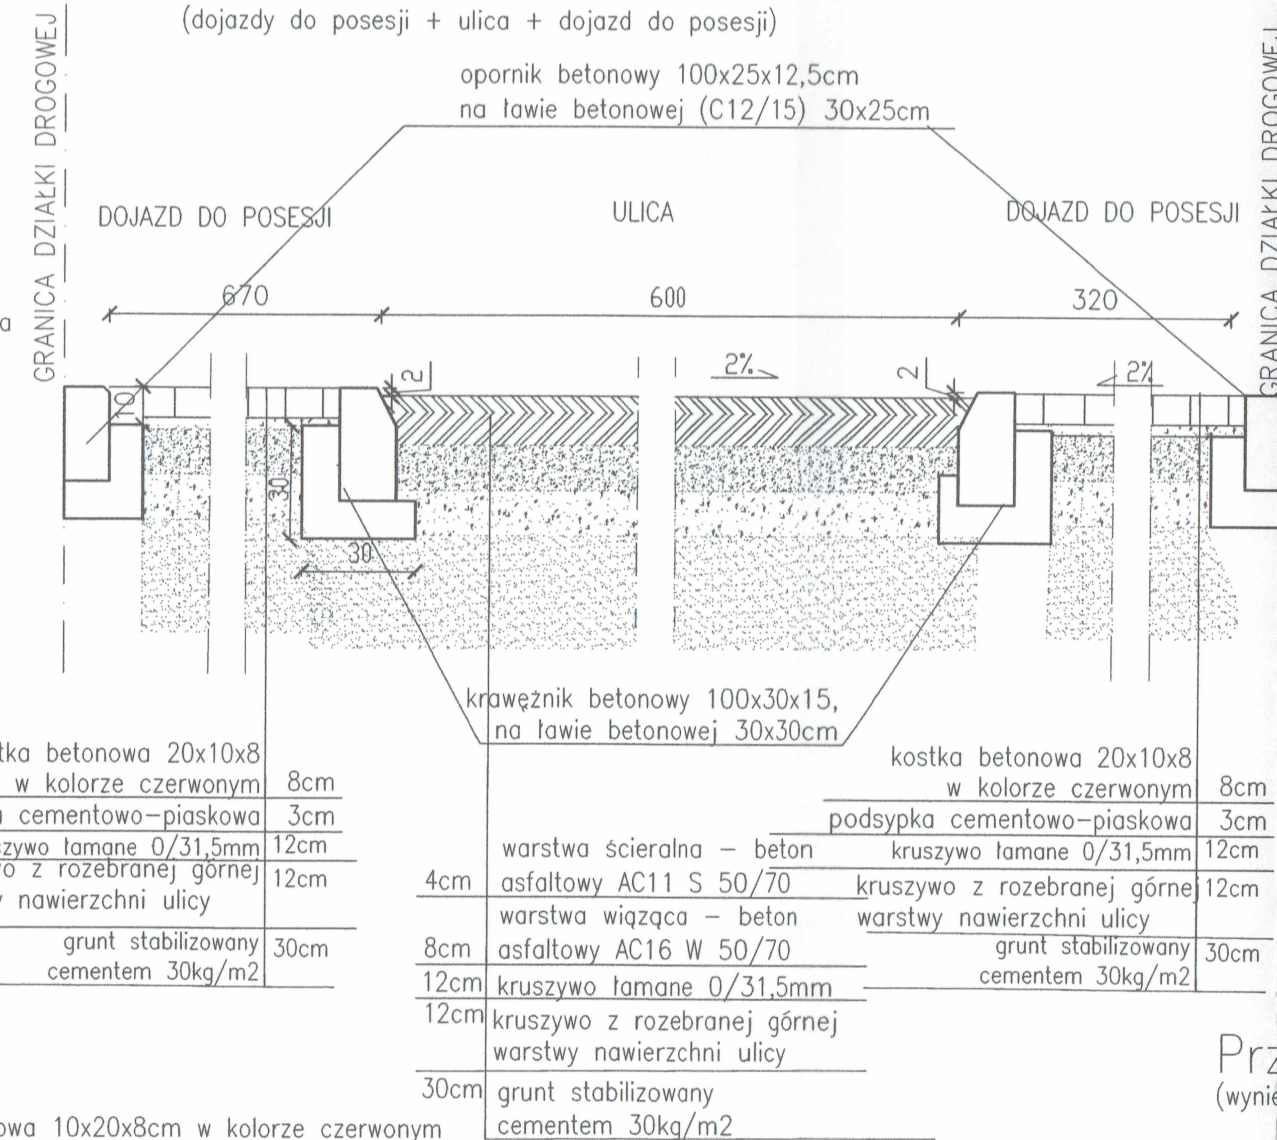 (dojazdy do posesji + ulica + dojazd do posesji)
opornik betonowy 100x25x12,5cm
na ławie betonowej (C12/15) 30x25cm
GRANICA DZIAŁKI DROGOWEJ
GRANICA DZIAŁKI DROGOWEJ
DOJAZD DO POSESJI
ULICA
DOJAZD DO POSESJI
670
600
320
a
10
2
2%
2
2%
30
30
krawężnik betonowy 100x30x15,
na ławie betonowej 30x30cm
tka betonowa 20x10x8
w kolorze czerwonym 8cm
cementowo-piaskowa 3cm
łamane 0/31,5mm 12cm
z rozebranej górnej 12cm
nawierzchni ulicy
grunt stabilizowany 30cm
cementem 30kg/m2
warstwa ścieralna - beton
4cm asfaltowy AC11 S 50/70
warstwa wiążąca - beton
8cm asfaltowy AC16 W 50/70
12cm kruszywo łamane 0/31,5mm
12cm kruszywo z rozebranej górnej
warstwy nawierzchni ulicy
30cm grunt stabilizowany
cementem 30kg/m2
kostka betonowa 20x10x8
w kolorze czerwonym 8cm
podsypka cementowo-piaskowa 3cm
kruszywo łamane 0/31,5mm 12cm
kruszywo z rozebranej górnej 12cm
warstwy nawierzchni ulicy
grunt stabilizowany 30cm
cementem 30kg/m2
Prz
(wynie
owa 10x20x8cm w kolorze czerwonym